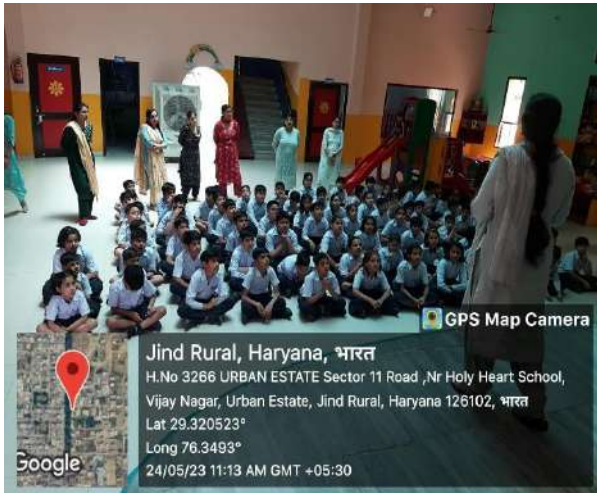 GPS Map Camera
Jind Rural, Haryana, भारत
H.No 3266 URBAN ESTATE Sector 11 Road ,Nr Holy Heart School,
Vijay Nagar, Urban Estate, Jind Rural, Haryana 126102, भारत
Lat 29.320523°
Long 76.3493°
24/05/23 11:13 AM GMT +05:30
Google